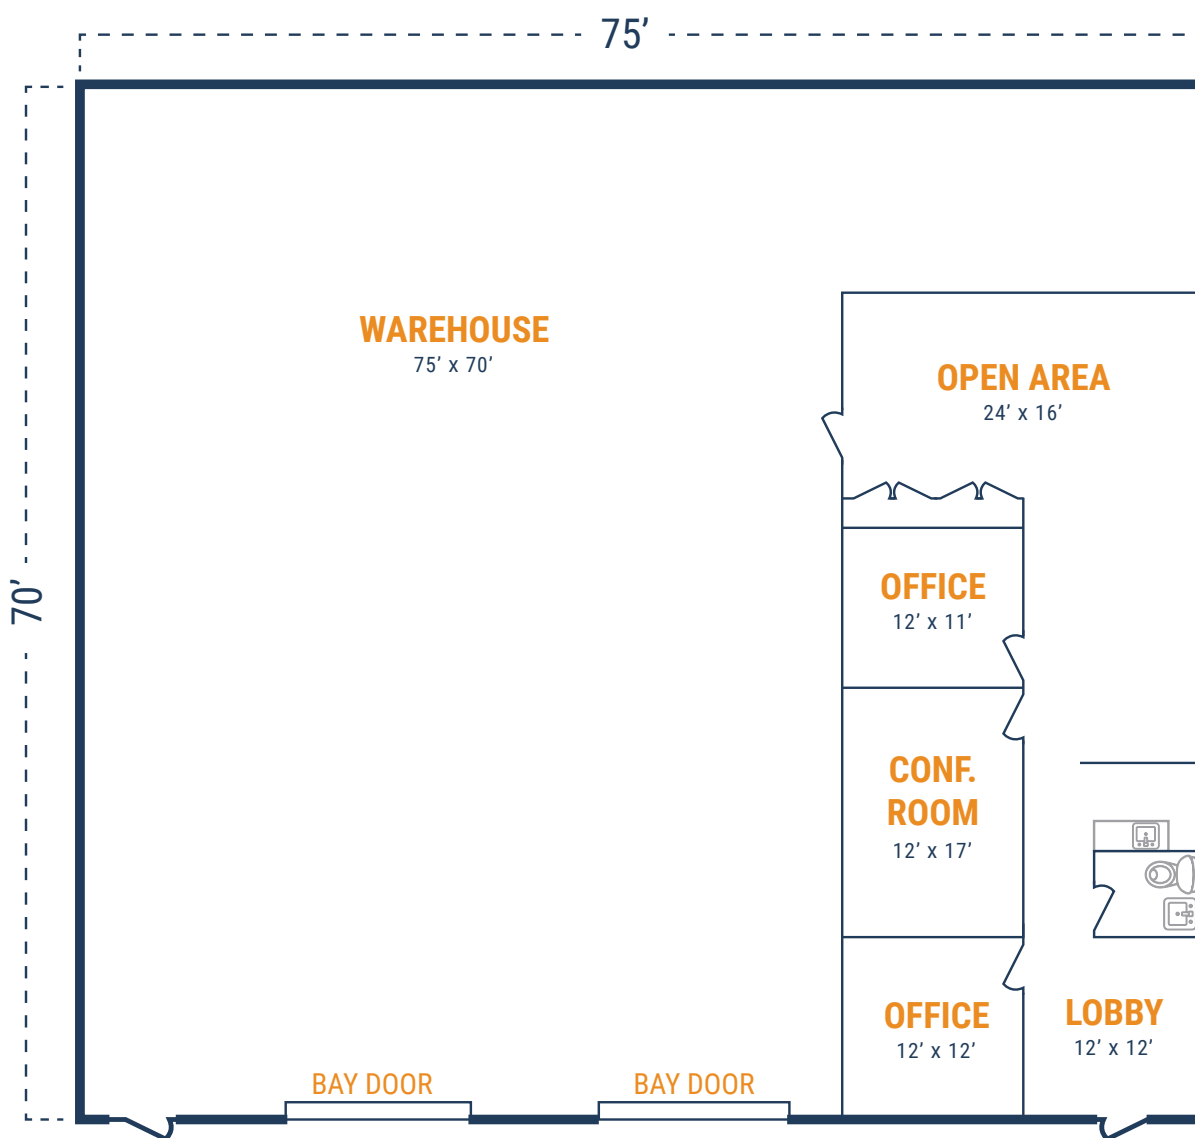 75’
WAREHOUSE
75’ x 70’
OPEN AREA
24’ x 16’
70’
OFFICE
12’ x 11’
CONF.
ROOM
12’ x 17’
OFFICE
12’ x 12’
LOBBY
12’ x 12’
BAY DOOR
BAY DOOR